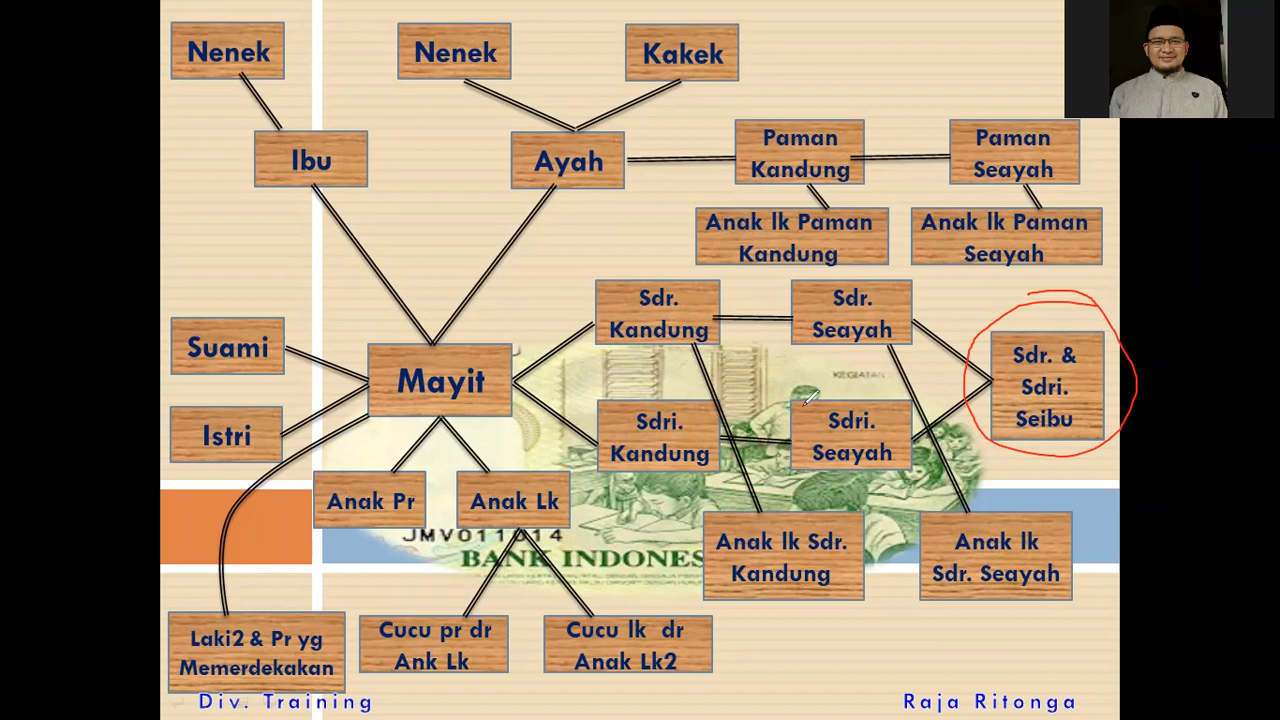 Nenek
Nenek
Kakek
Ibu
Ayah
Paman
Kandung
Paman
Seayah
Anak lk Paman
Kandung
Anak lk Paman
Seayah
Sdr.
Kandung
Sdr.
Seayah
Sdr. &
Sdri.
Seibu
Suami
Mayit
KEGIATAN
Istri
Sdri.
Kandung
Sdri.
Seayah
Anak Pr
Anak Lk
JMV011014
BANK INDONES
Anak lk Sdr.
Kandung
Anak lk
Sdr. Seayah
Laki2 & Pr yg
Memerdekakan
Cucu pr dr
Ank Lk
Cucu lk dr
Anak Lk2
Div. Training
Raja Ritonga